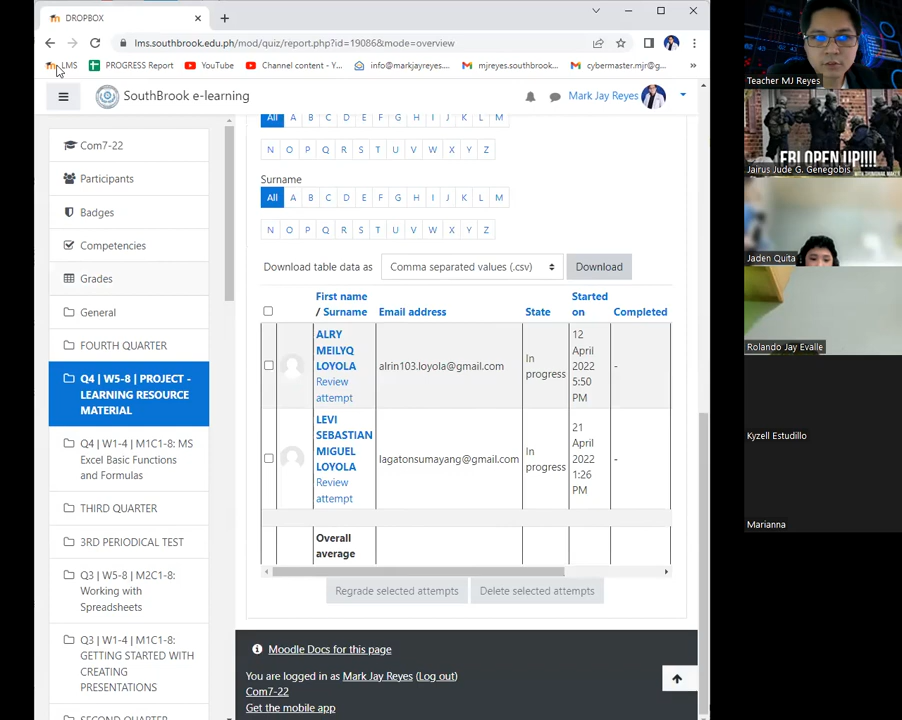 DROPBOX
lms.southbrook.edu.ph/mod/quiz/report.php?id=19086&mode=overview
LMS
PROGRESS Report
YouTube
Channel content - Y...
info@markjayreyes....
mjreyes.southbrook...
cybermaster.mjr@g...
»
SouthBrook e-learning
Mark Jay Reyes
Com7-22
Participants
Badges
Competencies
Grades
General
FOURTH QUARTER
Q4 | W5-8 | PROJECT -
LEARNING RESOURCE
MATERIAL
Q4 | W1-4 | M1C1-8: MS
Excel Basic Functions
and Formulas
THIRD QUARTER
3RD PERIODICAL TEST
Q3 | W5-8 | M2C1-8:
Working with
Spreadsheets
Q3 | W1-4 | M1C1-8:
GETTING STARTED WITH
CREATING
PRESENTATIONS
SECOND QUARTER
All A B C D E F G H I J K L M
N O P Q R S T U V W X Y Z
Surname
All A B C D E F G H I J K L M
N O P Q R S T U V W X Y Z
Download table data as
Comma separated values (.csv)
Download
First name
/ Surname
Email address
State
Started
on
Completed
ALRY
MEILYQ
LOYOLA
Review
attempt
alrin103.loyola@gmail.com
In
progress
12
April
2022
5:50
PM
-
LEVI
SEBASTIAN
MIGUEL
LOYOLA
Review
attempt
lagatonsumayang@gmail.com
In
progress
21
April
2022
1:26
PM
-
Overall
average
Regrade selected attempts
Delete selected attempts
Moodle Docs for this page
You are logged in as Mark Jay Reyes (Log out)
Com7-22
Get the mobile app
Teacher MJ Reyes
FBI OPEN UP!!!!
Jairus Jude G. Genegobis
Jaden Quita
Rolando Jay Evalle
Kyzell Estudillo
Marianna